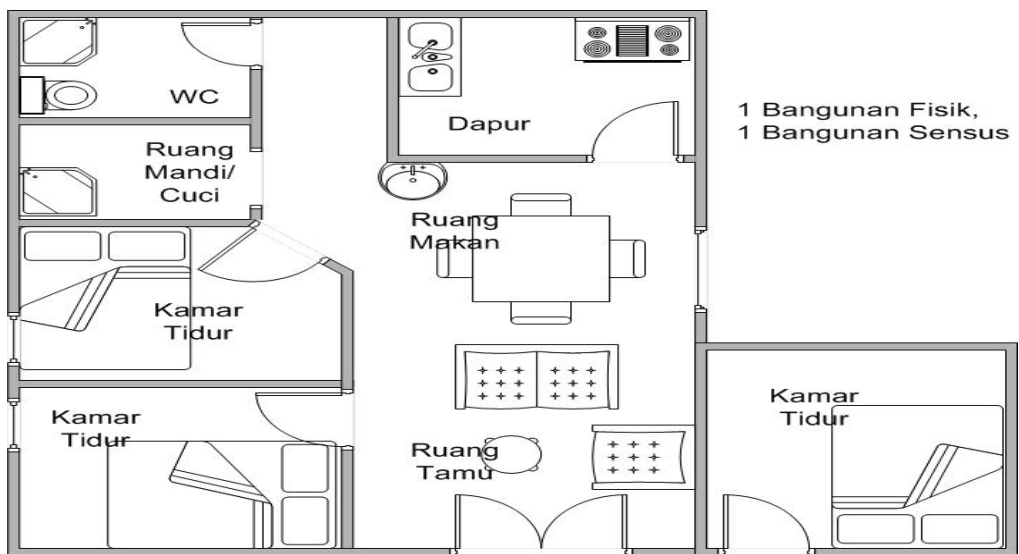 WC
Dapur
1 Bangunan Fisik,
1 Bangunan Sensus
Ruang
Mandi/
Cuci
Ruang
Makan
Kamar
Tidur
Kamar
Tidur
Kamar
Tidur
Ruang
Tamu